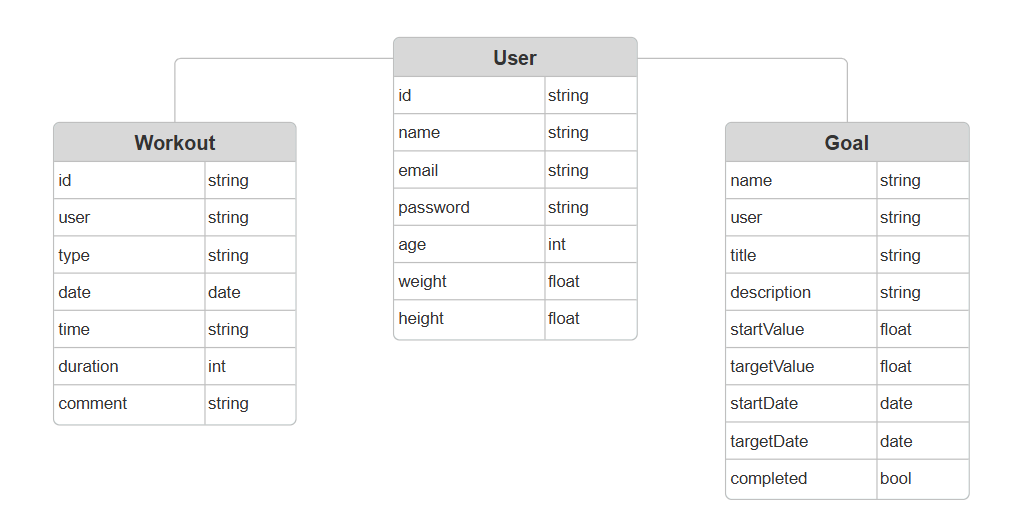 User
id string
name string
email string
password string
age int
weight float
height float
Workout
id string
user string
type string
date date
time string
duration int
comment string
Goal
name string
user string
title string
description string
startValue float
targetValue float
startDate date
targetDate date
completed bool